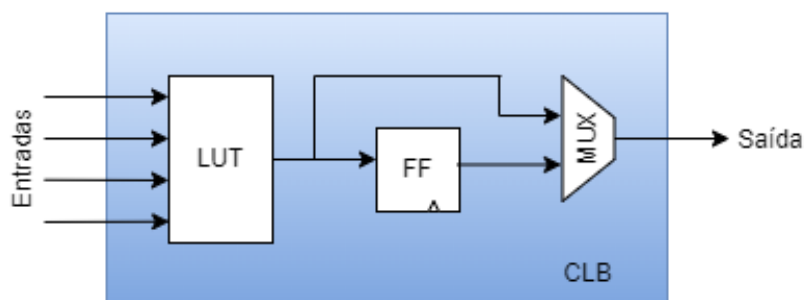 Entradas
LUT
FF
MUX
Saída
CLB